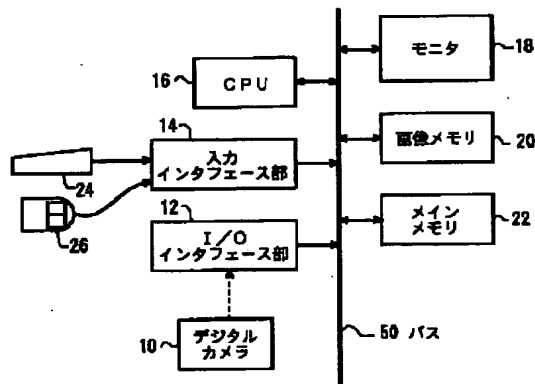 モニタ
18
16
CPU
14
入力
インタフェース部
画像メモリ
20
24
26
12
I/O
インタフェース部
メイン
メモリ
22
10
デジタル
カメラ
50 バス